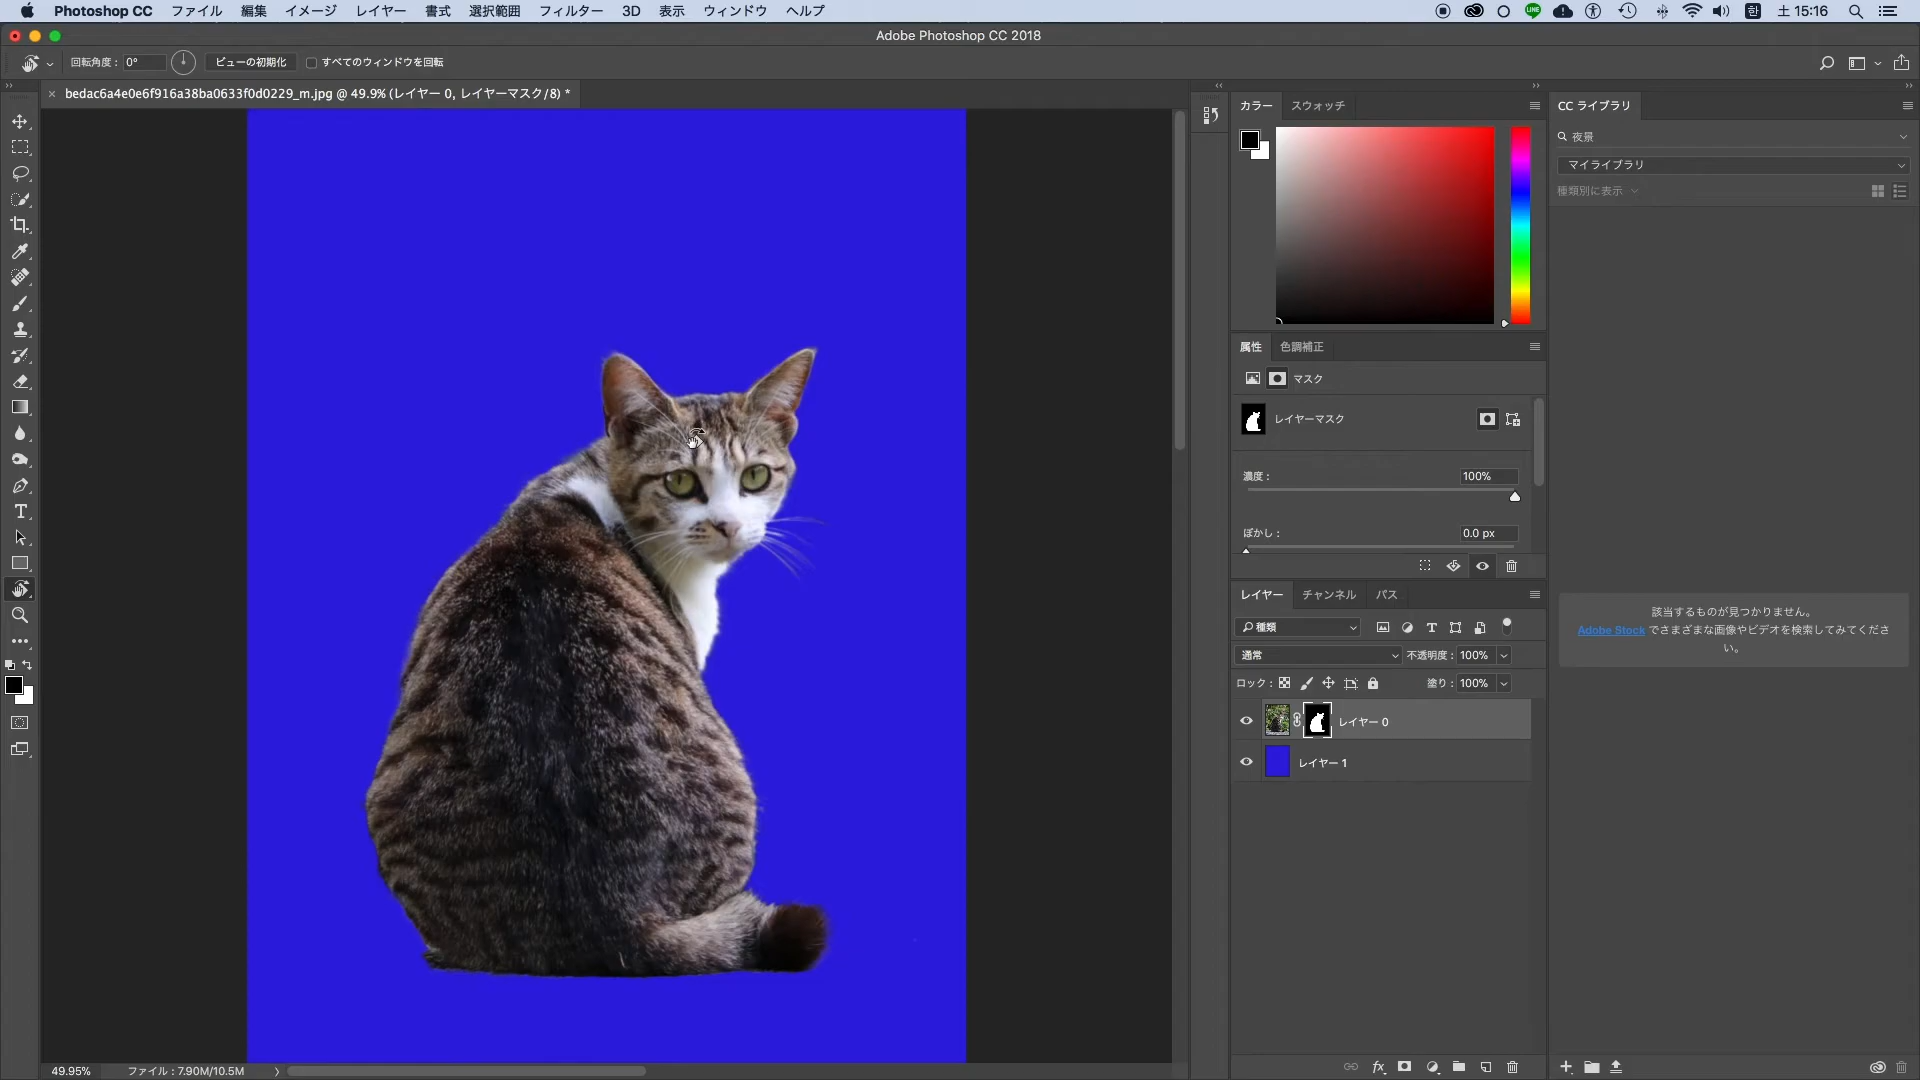 Photoshop CC ファイル 編集 イメージ レイヤー 書式 選択範囲 フィルター 3D 表示 ウィンドウ ヘルプ LINE 한 土 15:16
Adobe Photoshop CC 2018
回転角度 : 0° ビューの初期化 すべてのウィンドウを回転
bedac6a4e0e6f916a38ba0633f0d0229_m.jpg @ 49.9% (レイヤー 0, レイヤーマスク/8) *
カラー スウォッチ
属性 色調補正
マスク
レイヤーマスク
濃度 : 100%
ぼかし : 0.0 px
レイヤー チャンネル パス
種類
通常 不透明度 : 100%
ロック : 塗り : 100%
レイヤー 0
レイヤー 1
CC ライブラリ
夜景
マイライブラリ
種類別に表示
該当するものが見つかりません。
Adobe Stock でさまざまな画像やビデオを検索してみてくださ
い。
49.95% ファイル : 7.90M/10.5M